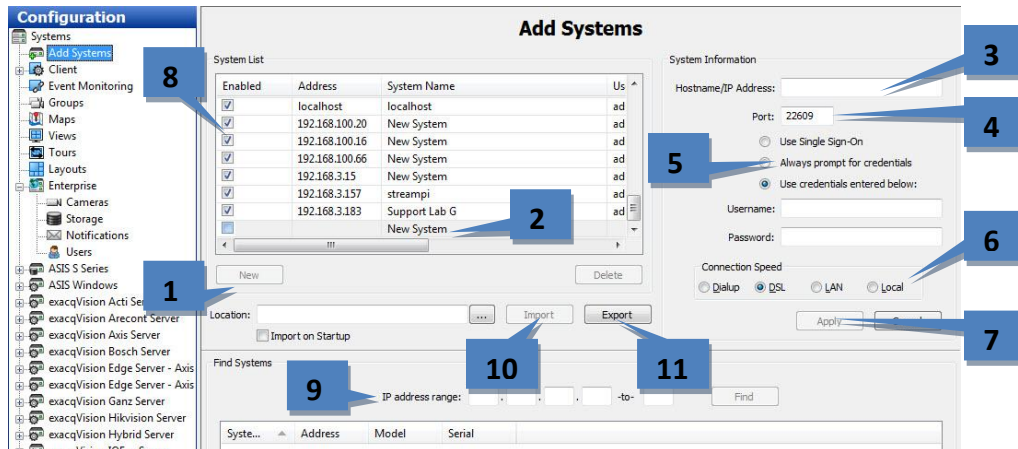 Configuration
Systems
Add Systems
Client
Event Monitoring
Groups
Maps
Views
Tours
Layouts
Enterprise
Cameras
Storage
Notifications
Users
ASIS S Series
ASIS Windows
exacqVision Acti Se
exacqVision Arecont Server
exacqVision Axis Server
exacqVision Bosch Server
exacqVision Edge Server - Axis
exacqVision Edge Server - Axis
exacqVision Ganz Server
exacqVision Hikvision Server
exacqVision Hybrid Server
Add Systems
System List
Enabled Address System Name Us
localhost localhost ad
192.168.100.20 New System ad
192.168.100.16 New System ad
192.168.100.66 New System ad
192.168.3.15 New System ad
192.168.3.157 streampi ad
192.168.3.183 Support Lab G ad
New System
New Delete
Location: ... Import Export
Import on Startup
Find Systems
IP address range: . . . -to- Find
Syste... Address Model Serial
System Information
Hostname/IP Address:
Port: 22609
Use Single Sign-On
Always prompt for credentials
Use credentials entered below:
Username:
Password:
Connection Speed
Dialup DSL LAN Local
Apply
8
2
1
10
11
9
3
4
5
6
7